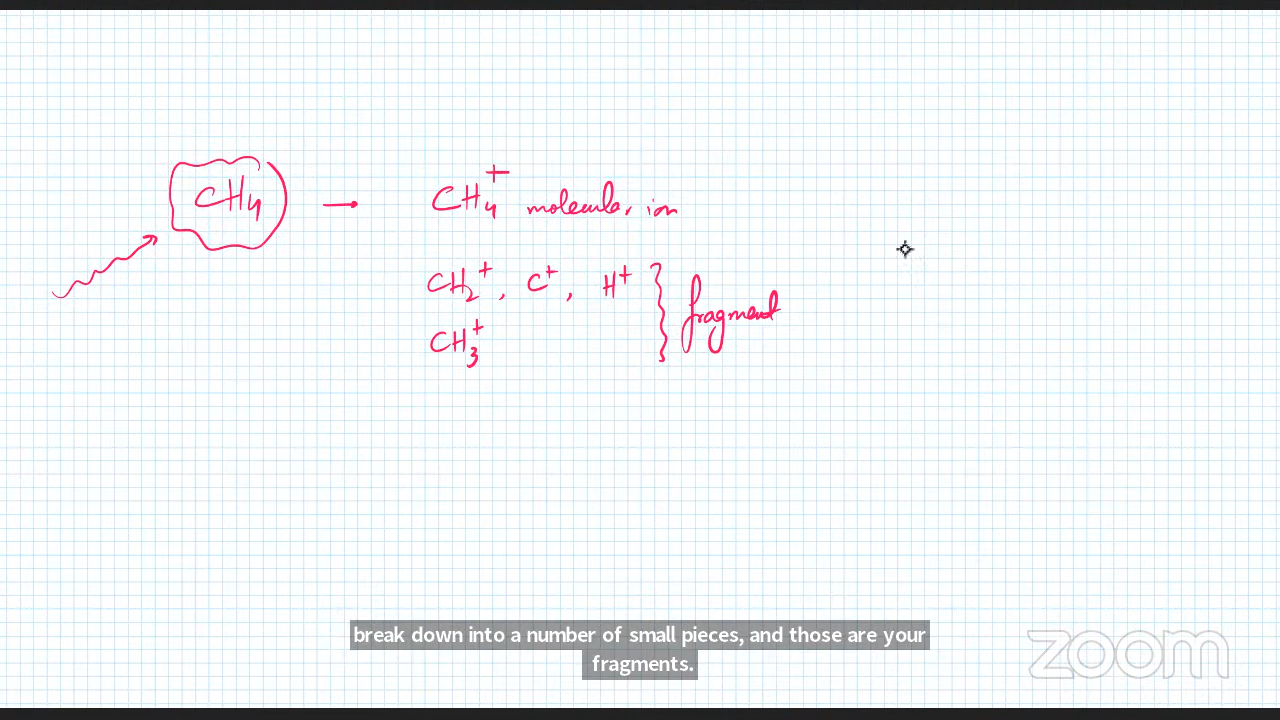 CH₄ → CH₄⁺ molecular ion
CH₂⁺, C⁺, H⁺ } fragment
CH₃⁺
break down into a number of small pieces, and those are your
fragments.
zoom